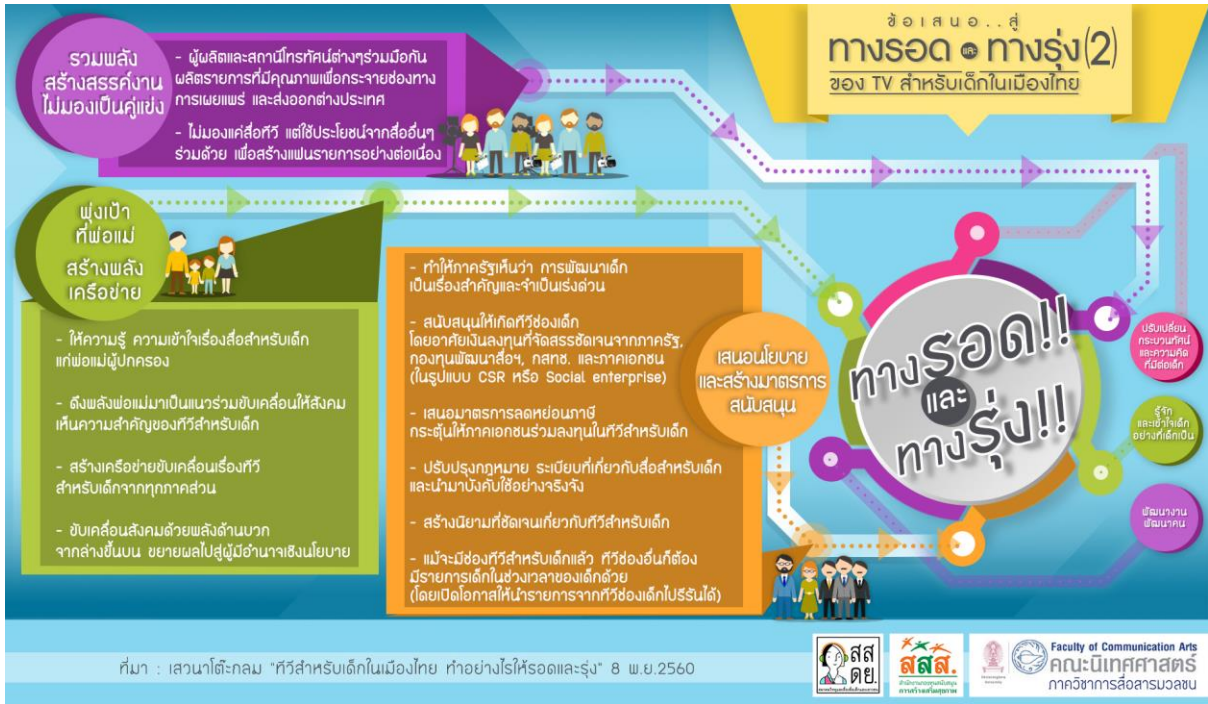 ข้อเสนอ..สู่
ทางรอด และ ทางรุ่ง(2)
ของ TV สำหรับเด็กในเมืองไทย
รวมพลัง
สร้างสรรค์งาน
ไม่มองเป็นคู่แข่ง
- ผู้ผลิตและสถานีโทรทัศน์ต่างๆร่วมมือกัน
ผลิตรายการที่มีคุณภาพเพื่อกระจายช่องทาง
การเผยแพร่ และส่งออกต่างประเทศ
- ไม่มองแค่สื่อทีวี แต่ใช้ประโยชน์จากสื่ออื่นๆ
ร่วมด้วย เพื่อสร้างแฟนรายการอย่างต่อเนื่อง
พุ่งเป้า
ที่พ่อแม่
สร้างพลัง
เครือข่าย
- ให้ความรู้ ความเข้าใจเรื่องสื่อสำหรับเด็ก
แก่พ่อแม่ผู้ปกครอง
- ดึงพลังพ่อแม่มาเป็นแนวร่วมขับเคลื่อนให้สังคม
เห็นความสำคัญของทีวีสำหรับเด็ก
- สร้างเครือข่ายขับเคลื่อนเรื่องทีวี
สำหรับเด็กจากทุกภาคส่วน
- ขับเคลื่อนสังคมด้วยพลังด้านบวก
จากล่างขึ้นบน ขยายผลไปสู่ผู้มีอำนาจเชิงนโยบาย
- ทำให้ภาครัฐเห็นว่า การพัฒนาเด็ก
เป็นเรื่องสำคัญและจำเป็นเร่งด่วน
- สนับสนุนให้เกิดทีวีช่องเด็ก
โดยอาศัยเงินลงทุนที่จัดสรรชัดเจนจากภาครัฐ,
กองทุนพัฒนาสื่อฯ, กสทช. และภาคเอกชน
(ในรูปแบบ CSR หรือ Social enterprise)
- เสนอมาตรการลดหย่อนภาษี
กระตุ้นให้ภาคเอกชนร่วมลงทุนในทีวีสำหรับเด็ก
- ปรับปรุงกฎหมาย ระเบียบที่เกี่ยวกับสื่อสำหรับเด็ก
และนำมาบังคับใช้อย่างจริงจัง
- สร้างนิยามที่ชัดเจนเกี่ยวกับทีวีสำหรับเด็ก
- แม้จะมีช่องทีวีสำหรับเด็กแล้ว ทีวีช่องอื่นก็ต้อง
มีรายการเด็กในช่วงเวลาของเด็กด้วย
(โดยเปิดโอกาสให้นำรายการจากทีวีช่องเด็กไปรีรันได้)
เสนอนโยบาย
และสร้างมาตรการ
สนับสนุน
ทางรอด!!
และ
ทางรุ่ง!!
ปรับเปลี่ยน
กระบวนทัศน์
และความคิด
ที่มีต่อเด็ก
รู้จัก
และเข้าใจเด็ก
อย่างที่เด็กเป็น
พัฒนางาน
พัฒนาคน
ที่มา : เสวนาโต๊ะกลม "ทีวีสำหรับเด็กในเมืองไทย ทำอย่างไรให้รอดและรุ่ง" 8 พ.ย.2560
สส
ดย.
สสส.
สำนักงานกองทุนสนับสนุน
การสร้างเสริมสุขภาพ
Faculty of Communication Arts
คณะนิเทศศาสตร์
ภาควิชาการสื่อสารมวลชน